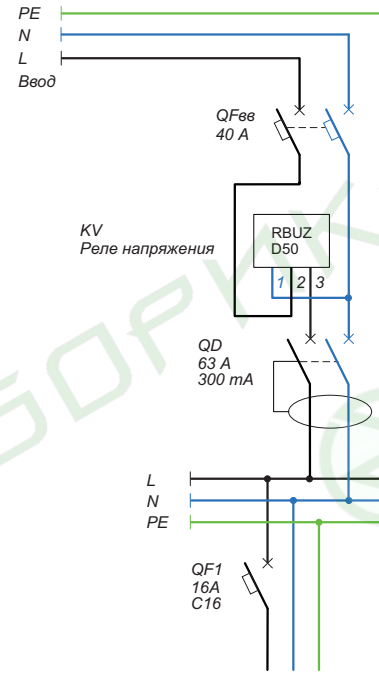 PE
N
L
Ввод
QFвв
40 A
KV
Реле напряжения
RBUZ
D50
1 2 3
QD
63 A
300 mA
L
N
PE
QF1
16A
C16